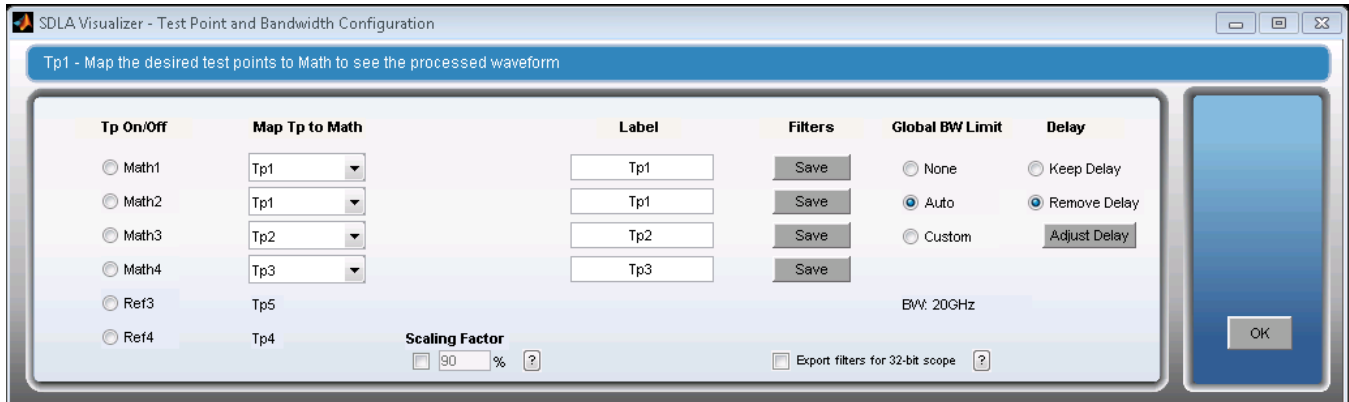 SDLA Visualizer - Test Point and Bandwidth Configuration
Tp1 - Map the desired test points to Math to see the processed waveform
Tp On/Off Map Tp to Math Label Filters Global BW Limit Delay
Math1 Tp1 Tp1 Save None Keep Delay
Math2 Tp1 Tp1 Save Auto Remove Delay
Math3 Tp2 Tp2 Save Custom Adjust Delay
Math4 Tp3 Tp3 Save
Ref3 Tp5 BW: 20GHz
Ref4 Tp4 Scaling Factor OK
90 % ? Export filters for 32-bit scope ?